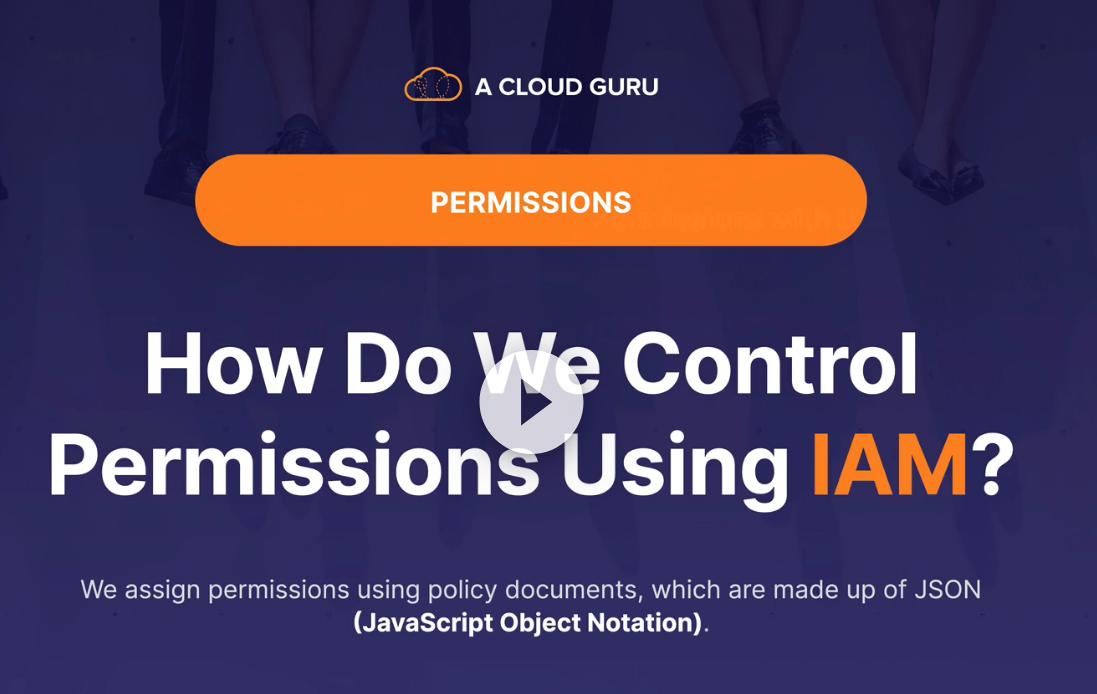 A CLOUD GURU
PERMISSIONS
How Do We Control
Permissions Using IAM?
We assign permissions using policy documents, which are made up of JSON
(JavaScript Object Notation).